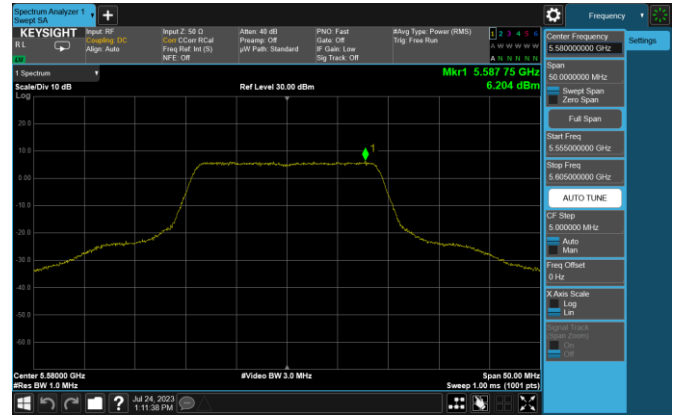 Spectrum Analyzer 1
Swept SA
Frequency
KEYSIGHT
R L
Input: RF
Coupling: DC
Align: Auto
Input Z: 50 Ω
Corr CCorr RCal
Freq Ref: Int (S)
NFE: Off
Atten: 40 dB
Preamp: Off
µW Path: Standard
PNO: Fast
Gate: Off
IF Gain: Low
Sig Track: Off
#Avg Type: Power (RMS)
Trig: Free Run
1 2 3 4 5 6
A W W W W W
A N N N N N
1 Spectrum
Mkr1 5.587 75 GHz
Scale/Div 10 dB
Ref Level 30.00 dBm
6.204 dBm
Log
20.0
10.0
0.00
-10.0
-20.0
-30.0
-40.0
-50.0
-60.0
1
Center 5.58000 GHz
#Video BW 3.0 MHz
Span 50.00 MHz
#Res BW 1.0 MHz
Sweep 1.00 ms (1001 pts)
Jul 24, 2023
1:11:38 PM
Center Frequency
5.580000000 GHz
Settings
Span
50.0000000 MHz
Swept Span
Zero Span
Full Span
Start Freq
5.555000000 GHz
Stop Freq
5.605000000 GHz
AUTO TUNE
CF Step
5.000000 MHz
Auto
Man
Freq Offset
0 Hz
X Axis Scale
Log
Lin
Signal Track
(Span Zoom)
On
Off